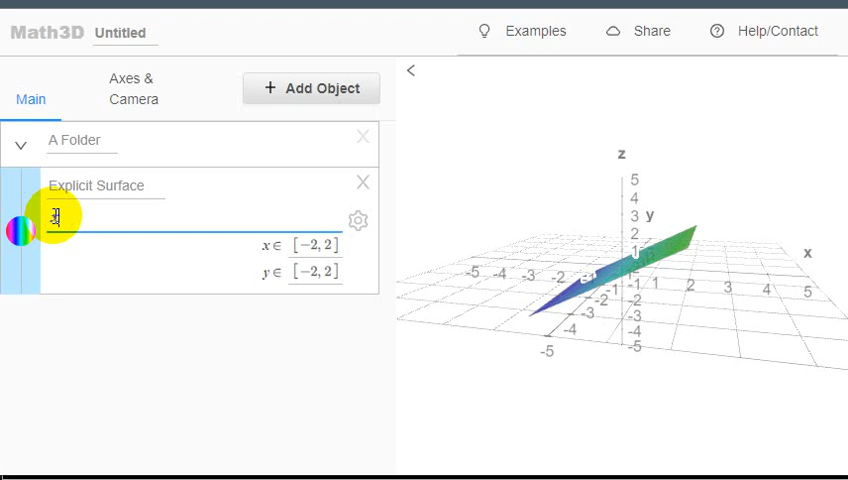 Math3D Untitled Examples Share Help/Contact
Main Axes & Camera + Add Object
A Folder X
Explicit Surface X
x ∈ [−2, 2]
y ∈ [−2, 2]
<
z
5
4
3
2
1
y
x
-5 -4 -3 -1 1 2 3 4 5
-1
-2
-3
-4
-5
-1
-2
-3
-4
-5